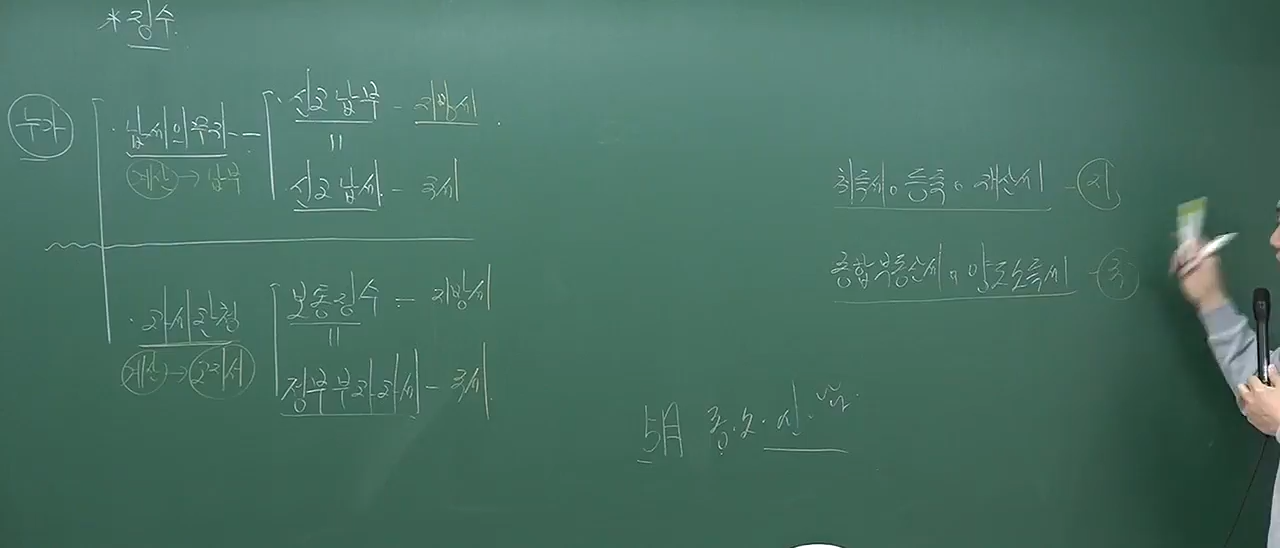 * 징수
부과
· 납세의무자 -- · 신고납부 - 지방세.
계산 → 납부
=
신고납세 - 국세
· 과세관청
보통징수 - 지방세
계산 → 고지서
=
정부부과과세 - 국세
취득세. 등록. 재산세 - 지
종합부동산세. 양도소득세 - 국
5月 종.소.신